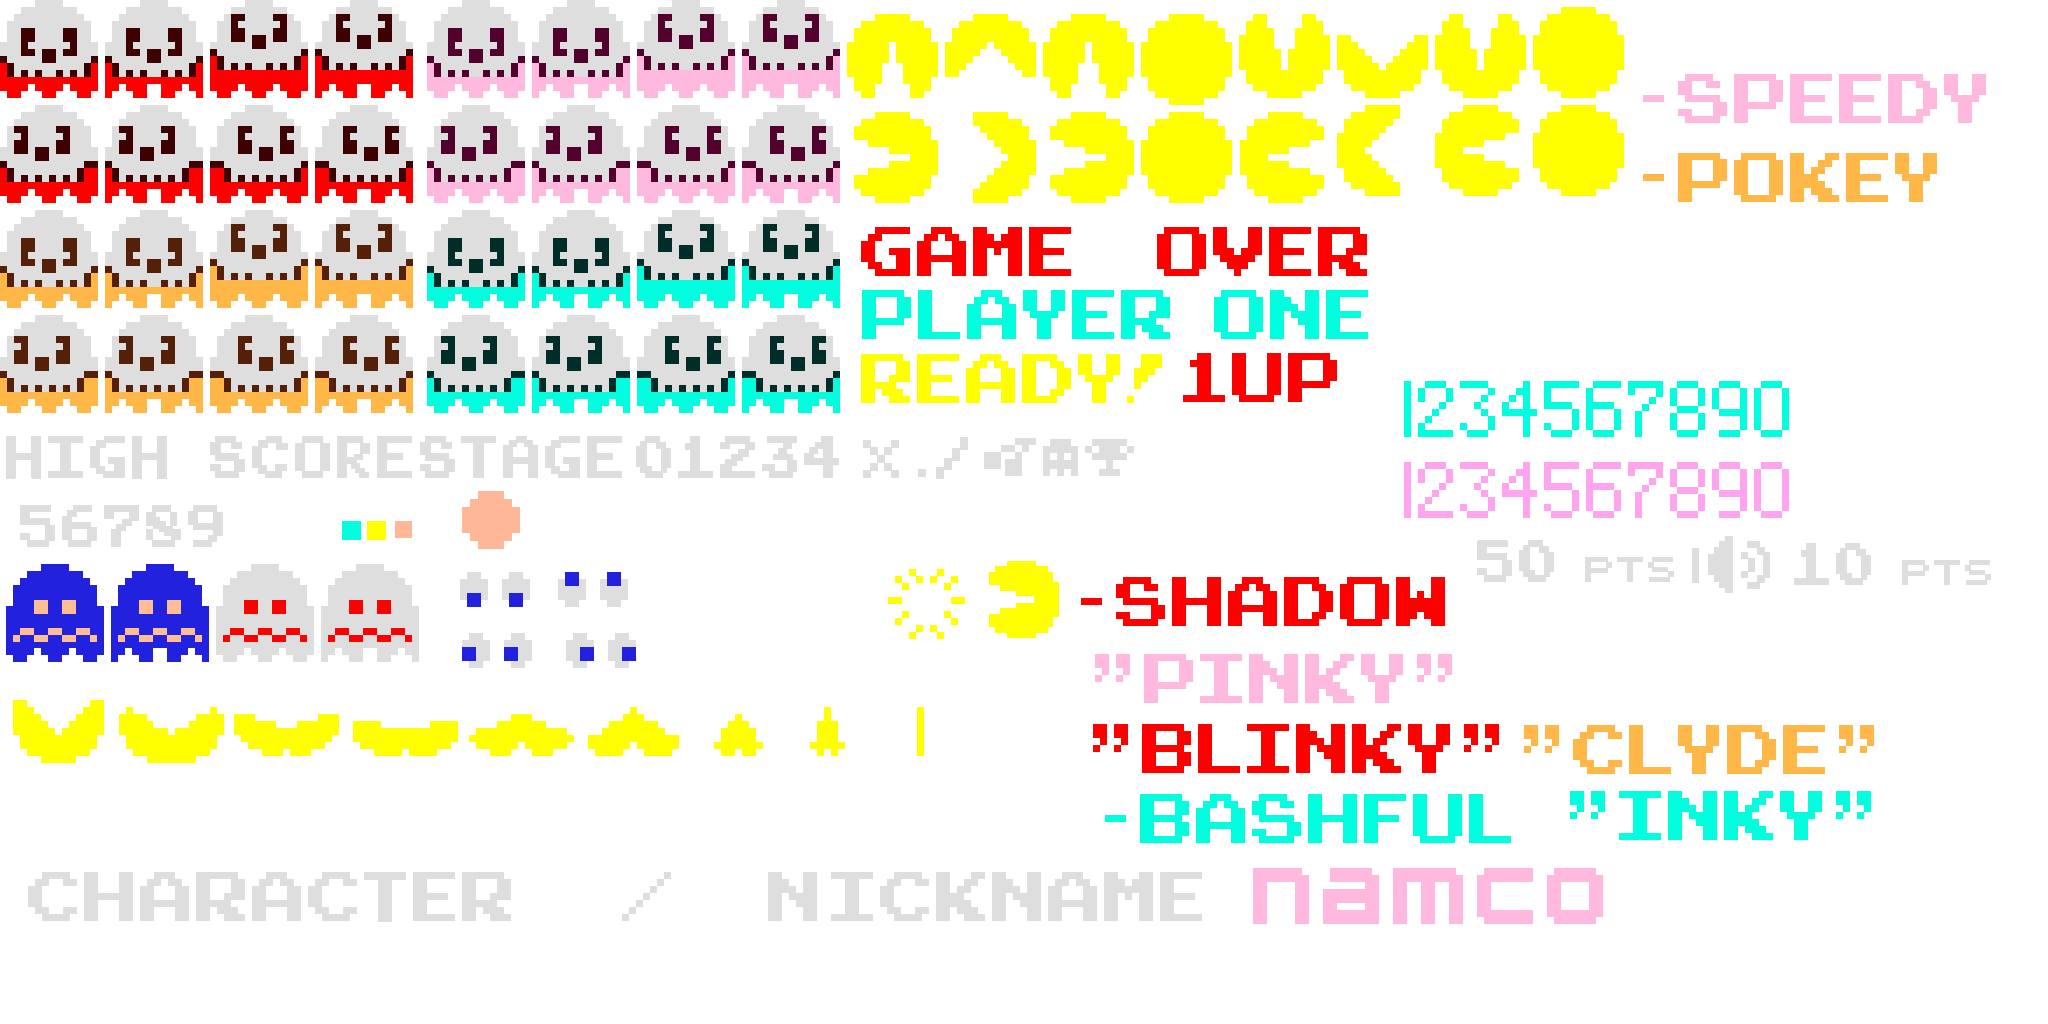 -SPEEDY
-POKEY
GAME OVER
PLAYER ONE
READY! 1UP
1234567890
HIGH SCORESTAGE01234 x./
1234567890
56789
50 PTS 10 PTS
-SHADOW
"PINKY"
"BLINKY" "CLYDE"
-BASHFUL "INKY"
CHARACTER / NICKNAME namco